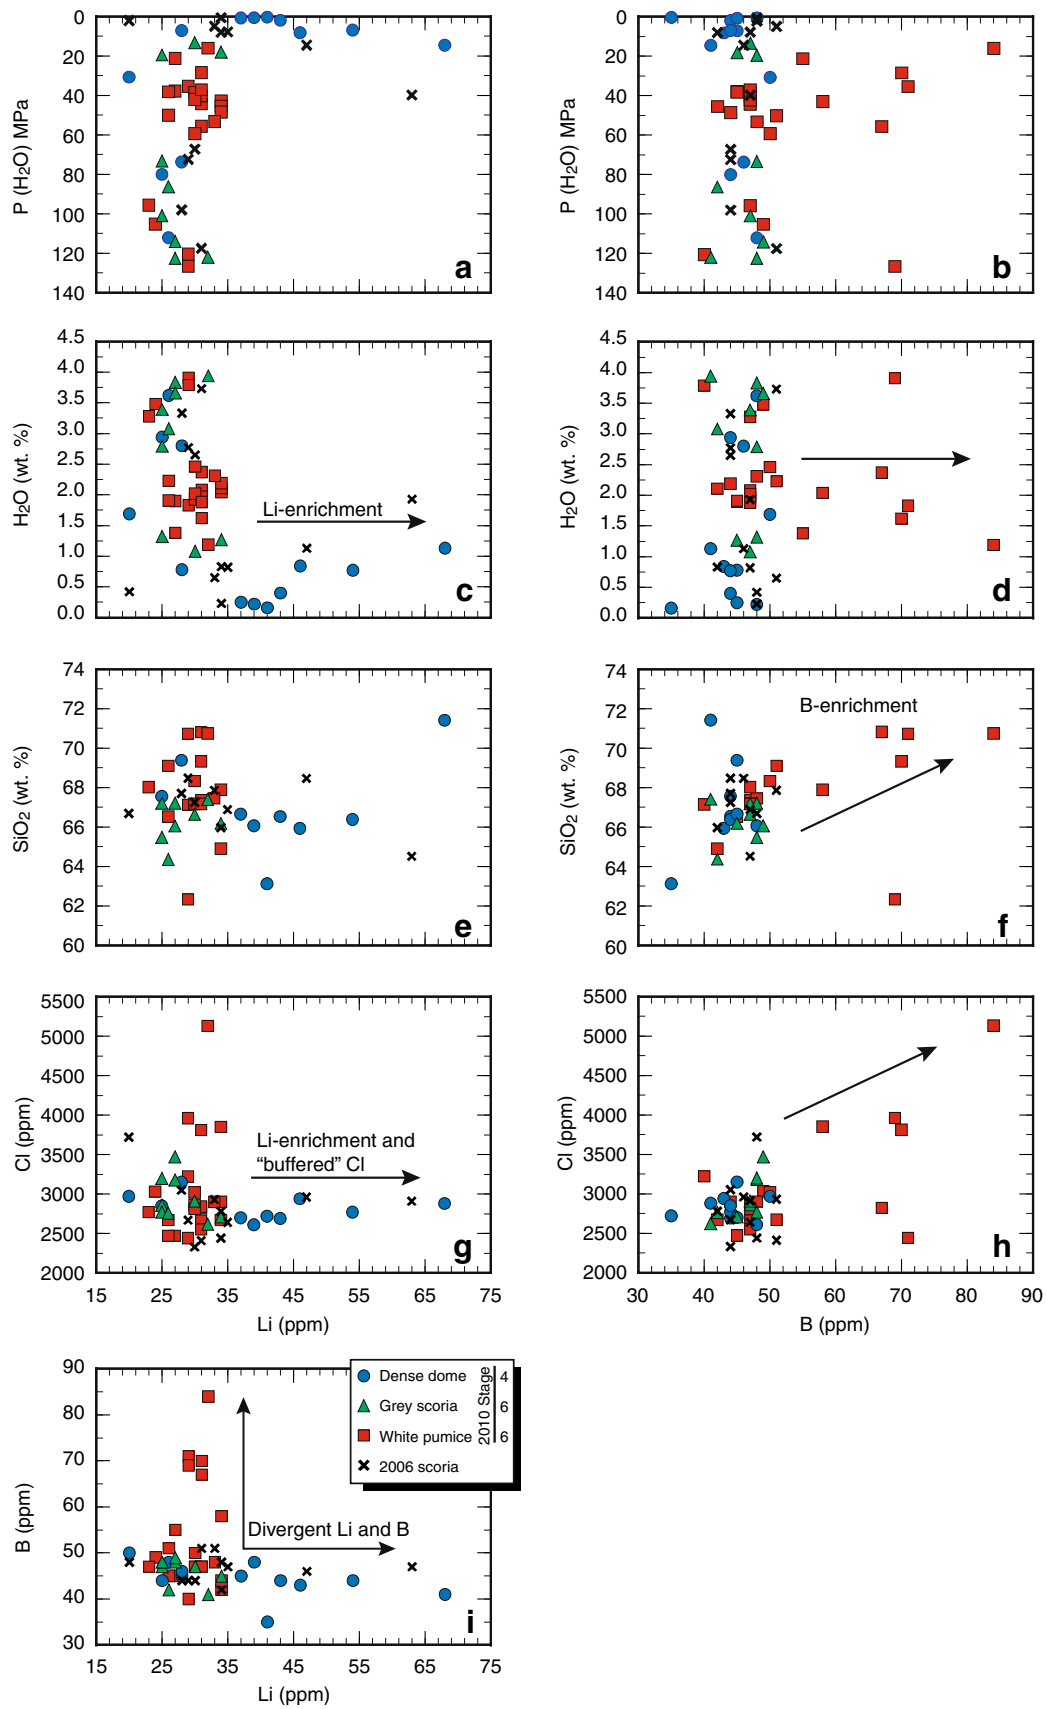 0
20
40
60
80
100
120
140
P (H2O) MPa
a
0
20
40
60
80
100
120
140
P (H2O) MPa
b
4.5
4.0
3.5
3.0
2.5
2.0
1.5
1.0
0.5
0.0
H2O (wt. %)
Li-enrichment
c
4.5
4.0
3.5
3.0
2.5
2.0
1.5
1.0
0.5
0.0
H2O (wt. %)
d
74
72
70
68
66
64
62
60
SiO2 (wt. %)
e
74
72
70
68
66
64
62
60
SiO2 (wt. %)
B-enrichment
f
5500
5000
4500
4000
3500
3000
2500
2000
Cl (ppm)
Li-enrichment and
“buffered” Cl
g
15 25 35 45 55 65 75
Li (ppm)
5500
5000
4500
4000
3500
3000
2500
2000
Cl (ppm)
h
30 40 50 60 70 80 90
B (ppm)
90
80
70
60
50
40
30
B (ppm)
Dense dome 4
Grey scoria 6
White pumice 6
2006 scoria
2010 Stage
Divergent Li and B
i
15 25 35 45 55 65 75
Li (ppm)